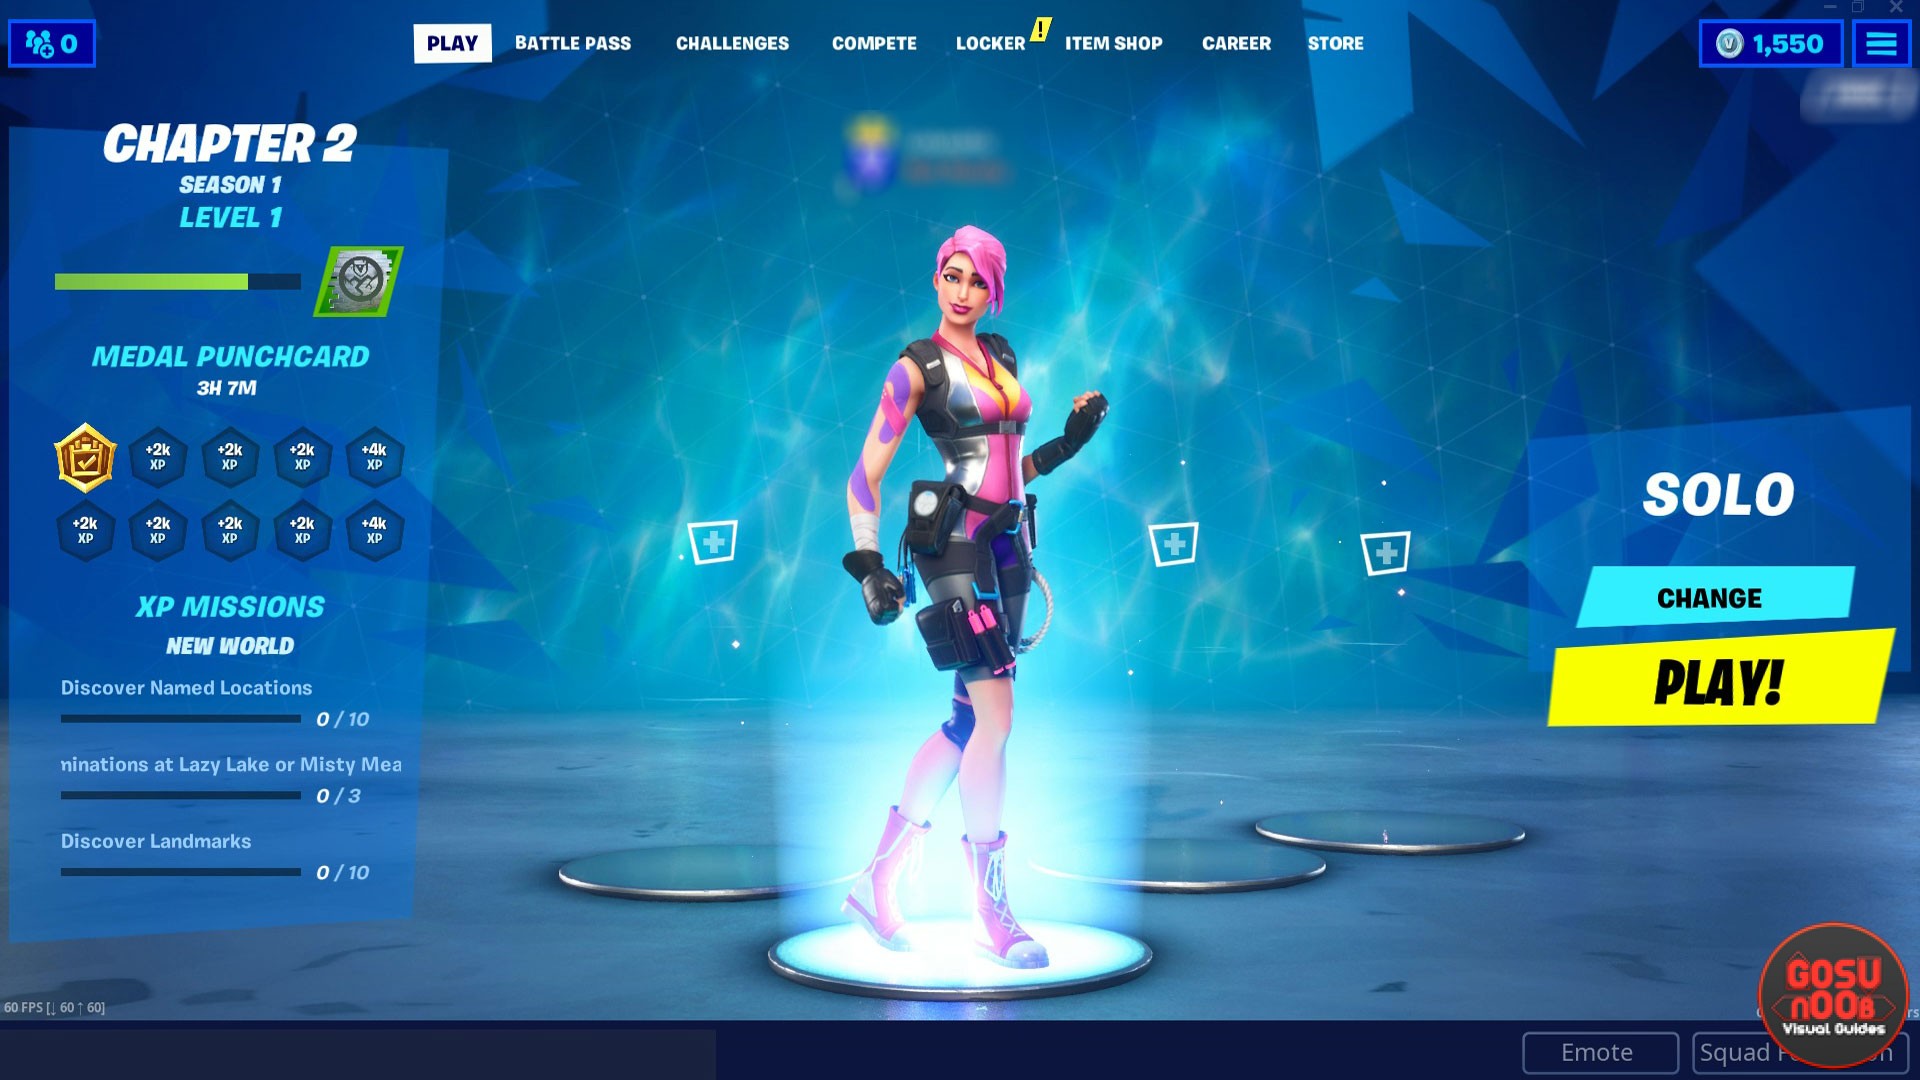 0
PLAY
BATTLE PASS
CHALLENGES
COMPETE
LOCKER
!
ITEM SHOP
CAREER
STORE
V 1,550
CHAPTER 2
SEASON 1
LEVEL 1
MEDAL PUNCHCARD
3H 7M
+2k XP
+2k XP
+2k XP
+4k XP
+2k XP
+2k XP
+2k XP
+2k XP
+4k XP
XP MISSIONS
NEW WORLD
Discover Named Locations
0 / 10
minations at Lazy Lake or Misty Mea
0 / 3
Discover Landmarks
0 / 10
SOLO
CHANGE
PLAY!
60 FPS [↓ 60 ↑ 60]
Emote
Squad
GOSU
nOOB
Visual Guides